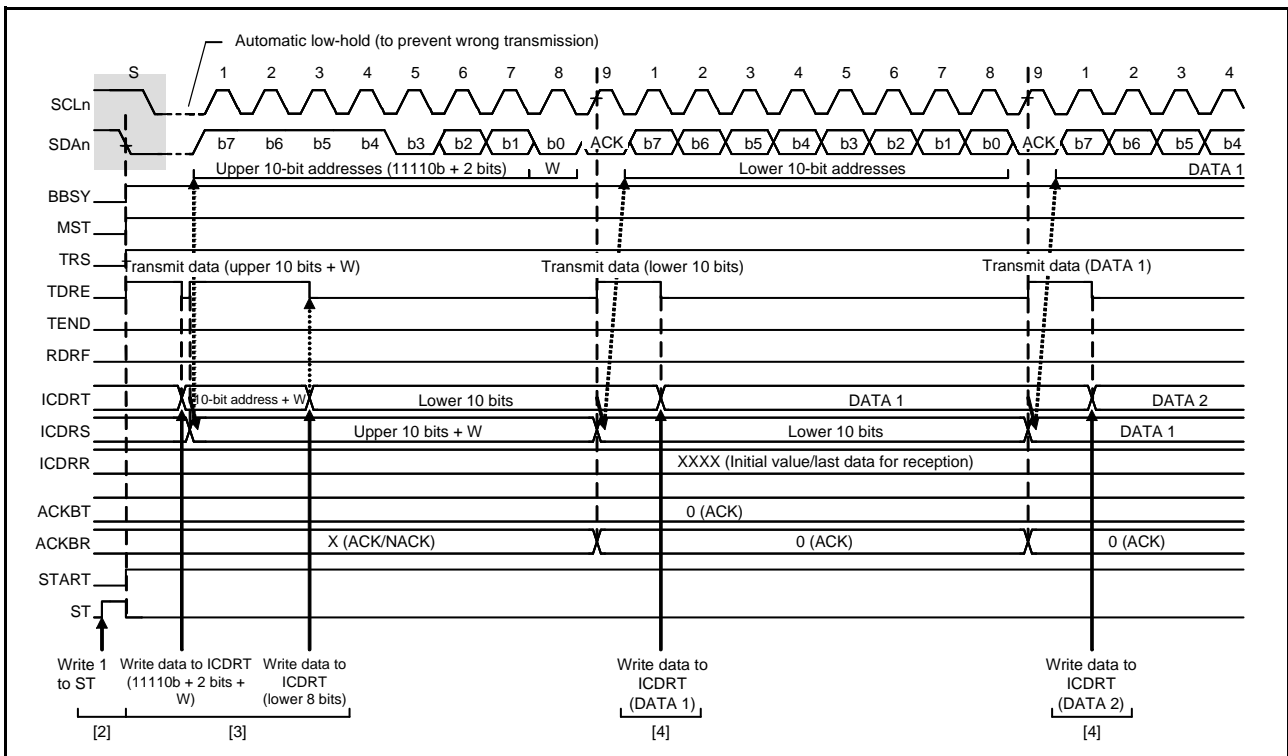 Automatic low-hold (to prevent wrong transmission)
S 1 2 3 4 5 6 7 8 9 1 2 3 4 5 6 7 8 9 1 2 3 4
SCLn
SDAn b7 b6 b5 b4 b3 b2 b1 b0 ACK b7 b6 b5 b4 b3 b2 b1 b0 ACK b7 b6 b5 b4
Upper 10-bit addresses (11110b + 2 bits) W Lower 10-bit addresses DATA 1
BBSY
MST
TRS
Transmit data (upper 10 bits + W) Transmit data (lower 10 bits) Transmit data (DATA 1)
TDRE
TEND
RDRF
ICDRT 10-bit address + W Lower 10 bits DATA 1 DATA 2
ICDRS Upper 10 bits + W Lower 10 bits DATA 1
ICDRR XXXX (Initial value/last data for reception)
ACKBT 0 (ACK)
ACKBR X (ACK/NACK) 0 (ACK) 0 (ACK)
START
ST
Write 1 Write data to ICDRT Write data to Write data to Write data to
to ST (11110b + 2 bits + ICDRT ICDRT ICDRT
W) (lower 8 bits) (DATA 1) (DATA 2)
[2] [3] [4] [4]